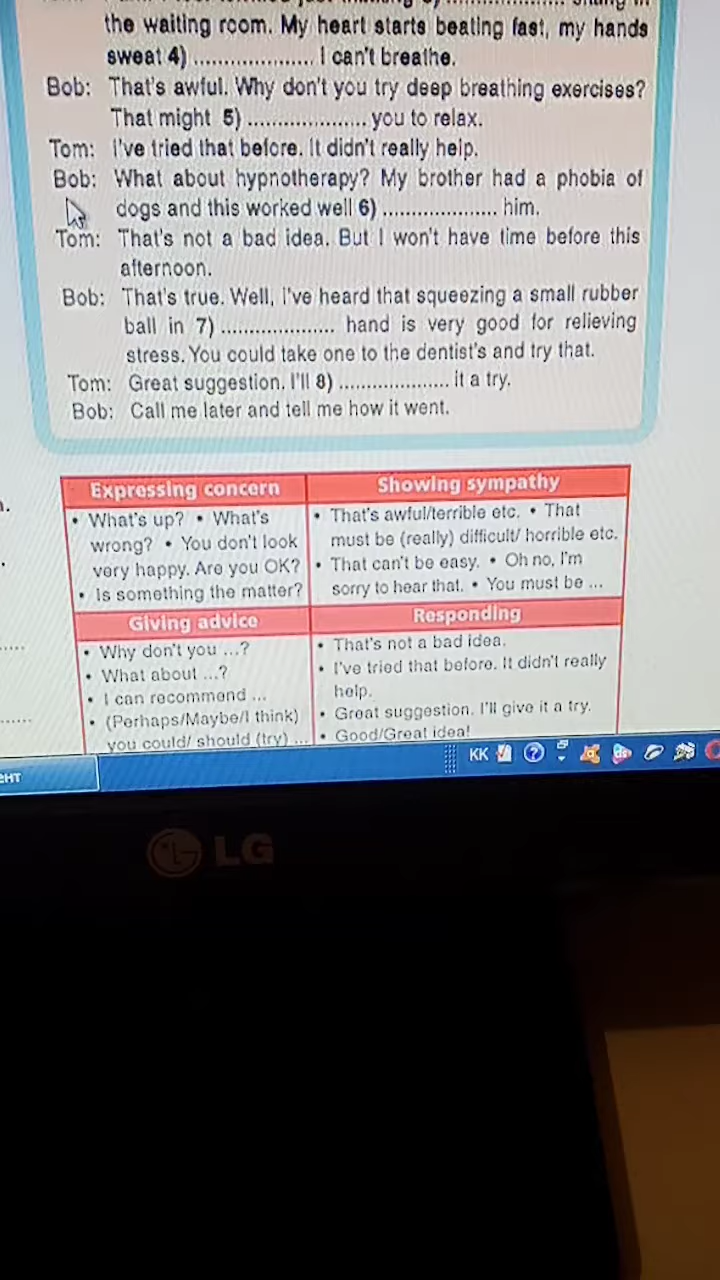 the waiting room. My heart starts beating fast, my hands
sweat 4) .................... I can't breathe.
Bob: That's awful. Why don't you try deep breathing exercises?
That might 5) .................... you to relax.
Tom: I've tried that before. It didn't really help.
Bob: What about hypnotherapy? My brother had a phobia of
dogs and this worked well 6) .................... him.
Tom: That's not a bad idea. But I won't have time before this
afternoon.
Bob: That's true. Well, I've heard that squeezing a small rubber
ball in 7) .................... hand is very good for relieving
stress. You could take one to the dentist's and try that.
Tom: Great suggestion. I'll 8) .................... it a try.
Bob: Call me later and tell me how it went.
Expressing concern
• What's up? • What's
wrong? • You don't look
very happy. Are you OK?
• Is something the matter?
Showing sympathy
• That's awful/terrible etc. • That
must be (really) difficult/ horrible etc.
• That can't be easy. • Oh no, I'm
sorry to hear that. • You must be ...
Giving advice
• Why don't you ...?
• What about ...?
• I can recommend ...
• (Perhaps/Maybe/I think)
you could/ should (try) ...
Responding
• That's not a bad idea.
• I've tried that before. It didn't really
help.
• Great suggestion. I'll give it a try.
• Good/Great idea!
KK
LG